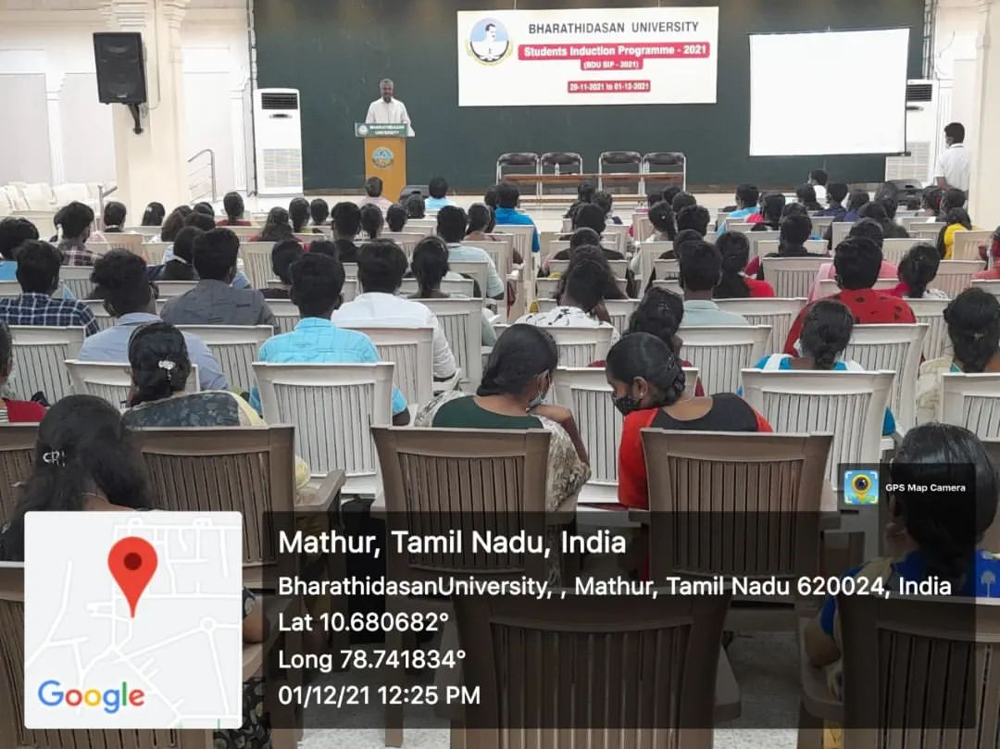 BHARATHIDASAN UNIVERSITY
Students Induction Programme - 2021
(BDU SIP - 2021)
29-11-2021 to 01-12-2021
BHARATHIDASAN
UNIVERSITY
GPS Map Camera
Mathur, Tamil Nadu, India
BharathidasanUniversity, , Mathur, Tamil Nadu 620024, India
Lat 10.680682°
Long 78.741834°
01/12/21 12:25 PM
Google